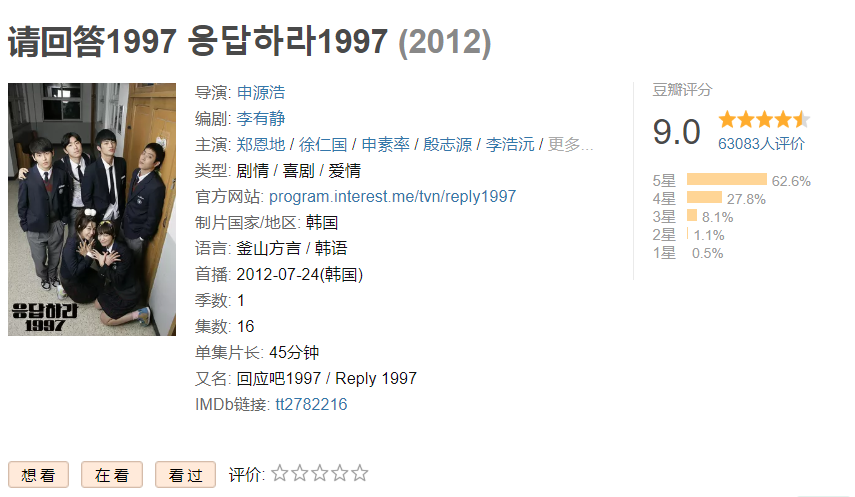 请回答1997 응답하라1997 (2012)
응답하라
1997
导演: 申源浩
编剧: 李有静
主演: 郑恩地 / 徐仁国 / 申素率 / 殷志源 / 李浩沅 / 更多...
类型: 剧情 / 喜剧 / 爱情
官方网站: program.interest.me/tvn/reply1997
制片国家/地区: 韩国
语言: 釜山方言 / 韩语
首播: 2012-07-24(韩国)
季数: 1
集数: 16
单集片长: 45分钟
又名: 回应吧1997 / Reply 1997
IMDb链接: tt2782216
豆瓣评分
9.0
63083人评价
5星 62.6%
4星 27.8%
3星 8.1%
2星 1.1%
1星 0.5%
想看 在看 看过 评价: